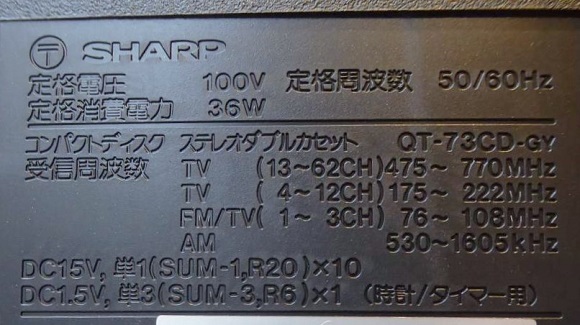 〒 SHARP
定格電圧 100V 定格周波数 50/60Hz
定格消費電力 36W
コンパクトディスク ステレオダブルカセット QT-73CD-GY
受信周波数 TV (13〜62CH)475〜 770MHz
TV ( 4〜12CH)175〜 222MHz
FM/TV( 1〜 3CH) 76〜 108MHz
AM 530〜1605kHz
DC15V, 単1(SUM-1,R20)×10
DC1.5V, 単3(SUM-3,R6)×1 (時計/タイマー用)